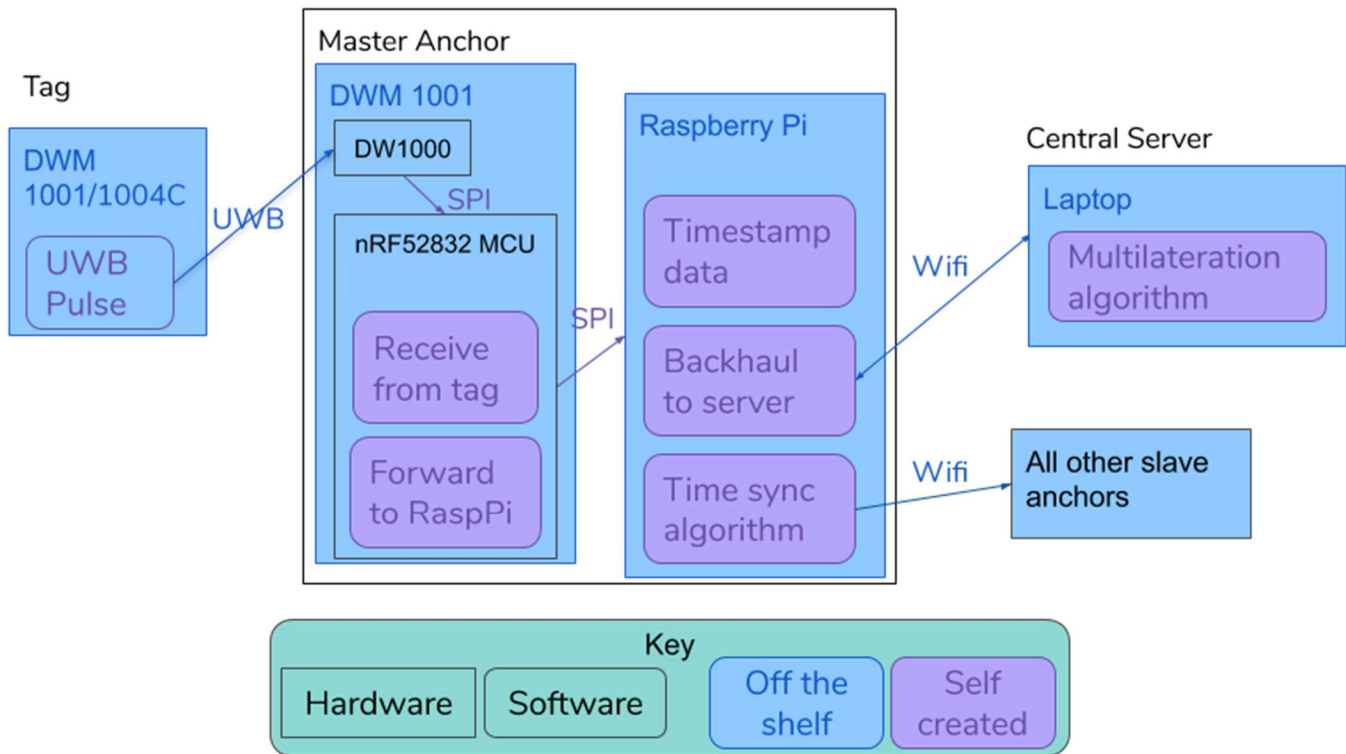 Master Anchor
Tag
DWM 1001
DW1000
SPI
nRF52832 MCU
Receive
from tag
Forward
to RaspPi
DWM
1001/1004C
UWB
Pulse
UWB
SPI
Raspberry Pi
Timestamp
data
Backhaul
to server
Time sync
algorithm
Wifi
Wifi
Central Server
Laptop
Multilateration
algorithm
All other slave
anchors
Key
Hardware
Software
Off the
shelf
Self
created